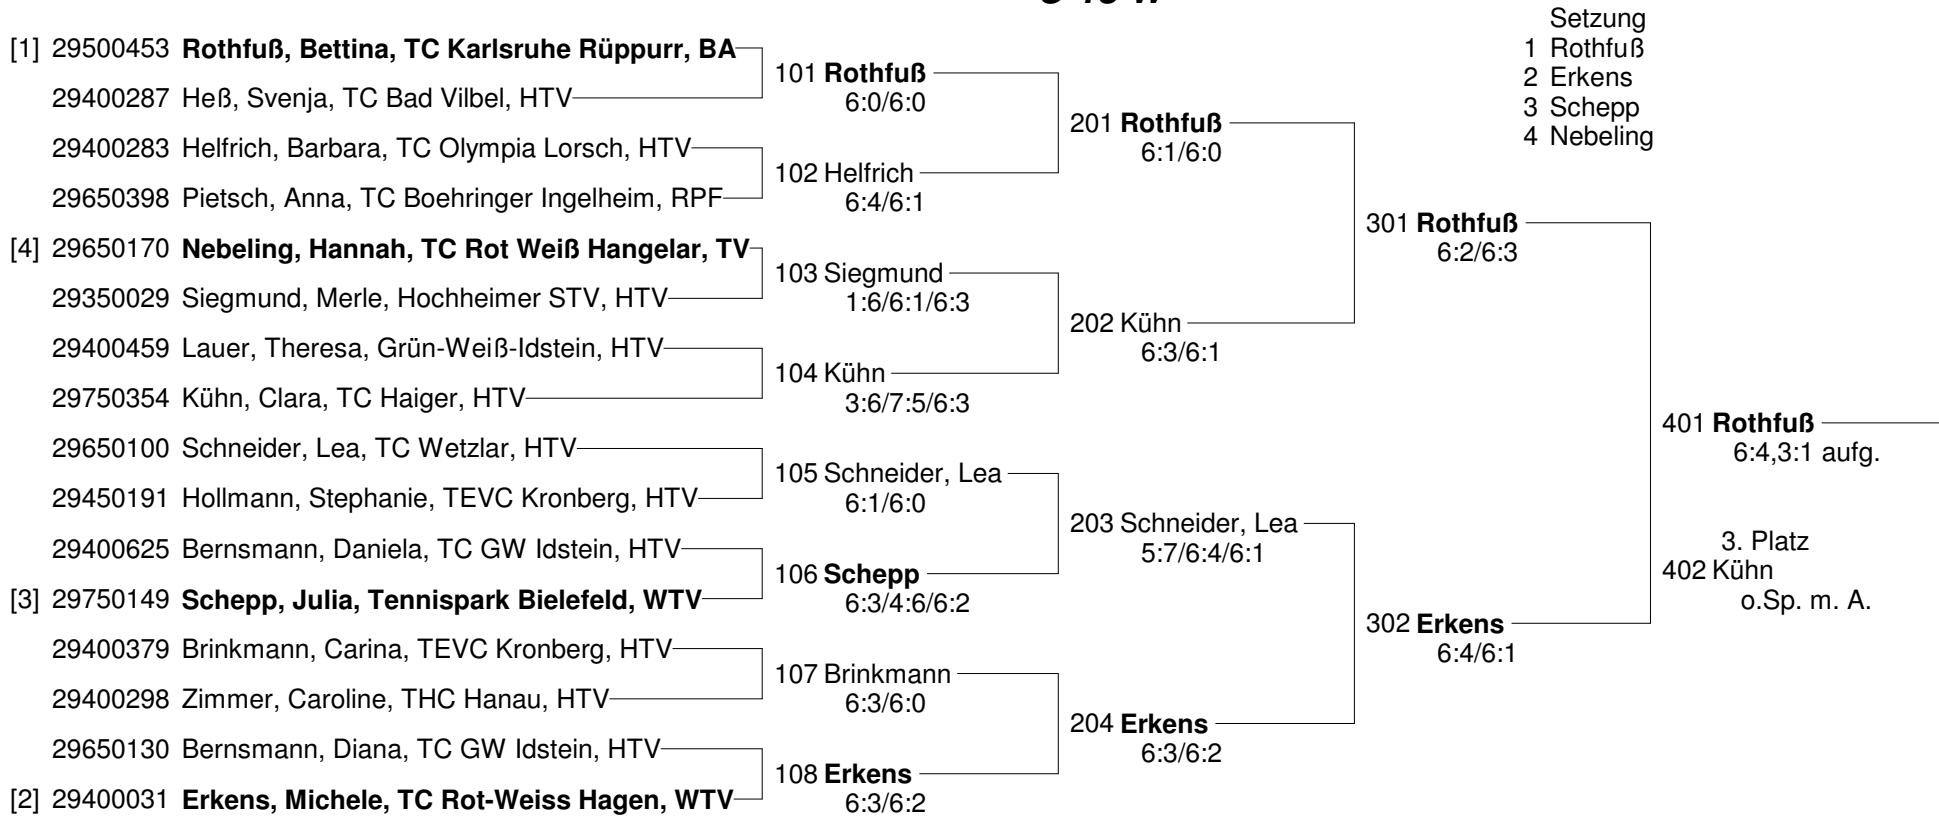 Setzung
1 Rothfuß
2 Erkens
3 Schepp
4 Nebeling
[1] 29500453 Rothfuß, Bettina, TC Karlsruhe Rüppurr, BA
29400287 Heß, Svenja, TC Bad Vilbel, HTV
29400283 Helfrich, Barbara, TC Olympia Lorsch, HTV
29650398 Pietsch, Anna, TC Boehringer Ingelheim, RPF
[4] 29650170 Nebeling, Hannah, TC Rot Weiß Hangelar, TV
29350029 Siegmund, Merle, Hochheimer STV, HTV
29400459 Lauer, Theresa, Grün-Weiß-Idstein, HTV
29750354 Kühn, Clara, TC Haiger, HTV
29650100 Schneider, Lea, TC Wetzlar, HTV
29450191 Hollmann, Stephanie, TEVC Kronberg, HTV
29400625 Bernsmann, Daniela, TC GW Idstein, HTV
[3] 29750149 Schepp, Julia, Tennispark Bielefeld, WTV
29400379 Brinkmann, Carina, TEVC Kronberg, HTV
29400298 Zimmer, Caroline, THC Hanau, HTV
29650130 Bernsmann, Diana, TC GW Idstein, HTV
[2] 29400031 Erkens, Michele, TC Rot-Weiss Hagen, WTV
101 Rothfuß
6:0/6:0
102 Helfrich
6:4/6:1
103 Siegmund
1:6/6:1/6:3
104 Kühn
3:6/7:5/6:3
105 Schneider, Lea
6:1/6:0
106 Schepp
6:3/4:6/6:2
107 Brinkmann
6:3/6:0
108 Erkens
6:3/6:2
201 Rothfuß
6:1/6:0
202 Kühn
6:3/6:1
203 Schneider, Lea
5:7/6:4/6:1
204 Erkens
6:3/6:2
301 Rothfuß
6:2/6:3
302 Erkens
6:4/6:1
401 Rothfuß
6:4,3:1 aufg.
3. Platz
402 Kühn
o.Sp. m. A.